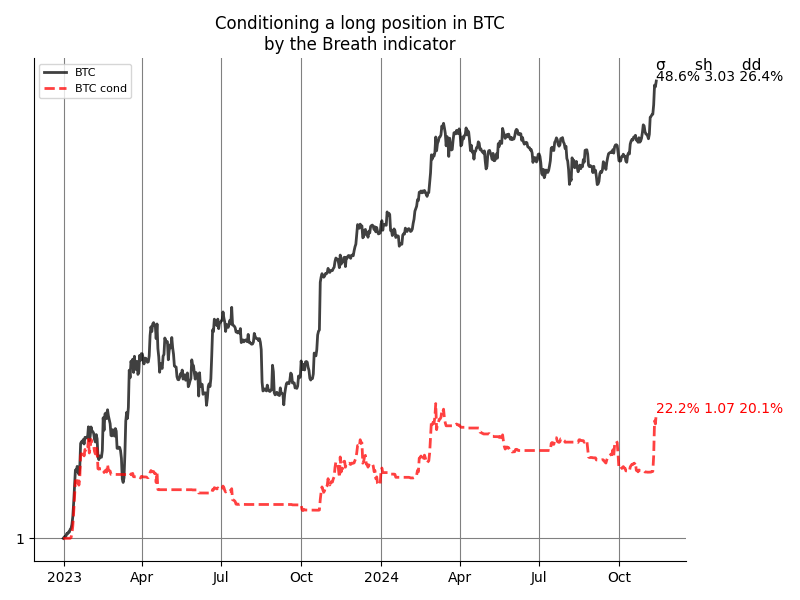 Conditioning a long position in BTC
by the Breath indicator
σ sh dd
48.6% 3.03 26.4%
BTC
BTC cond
22.2% 1.07 20.1%
1
2023 Apr Jul Oct 2024 Apr Jul Oct